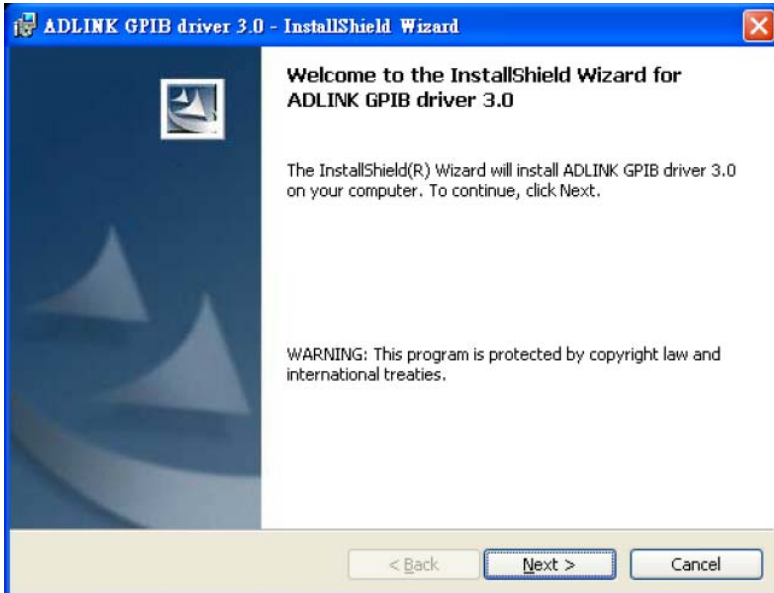 ADLINK GPIB driver 3.0 - InstallShield Wizard
Welcome to the InstallShield Wizard for
ADLINK GPIB driver 3.0
The InstallShield(R) Wizard will install ADLINK GPIB driver 3.0
on your computer. To continue, click Next.
WARNING: This program is protected by copyright law and
international treaties.
< Back Next > Cancel